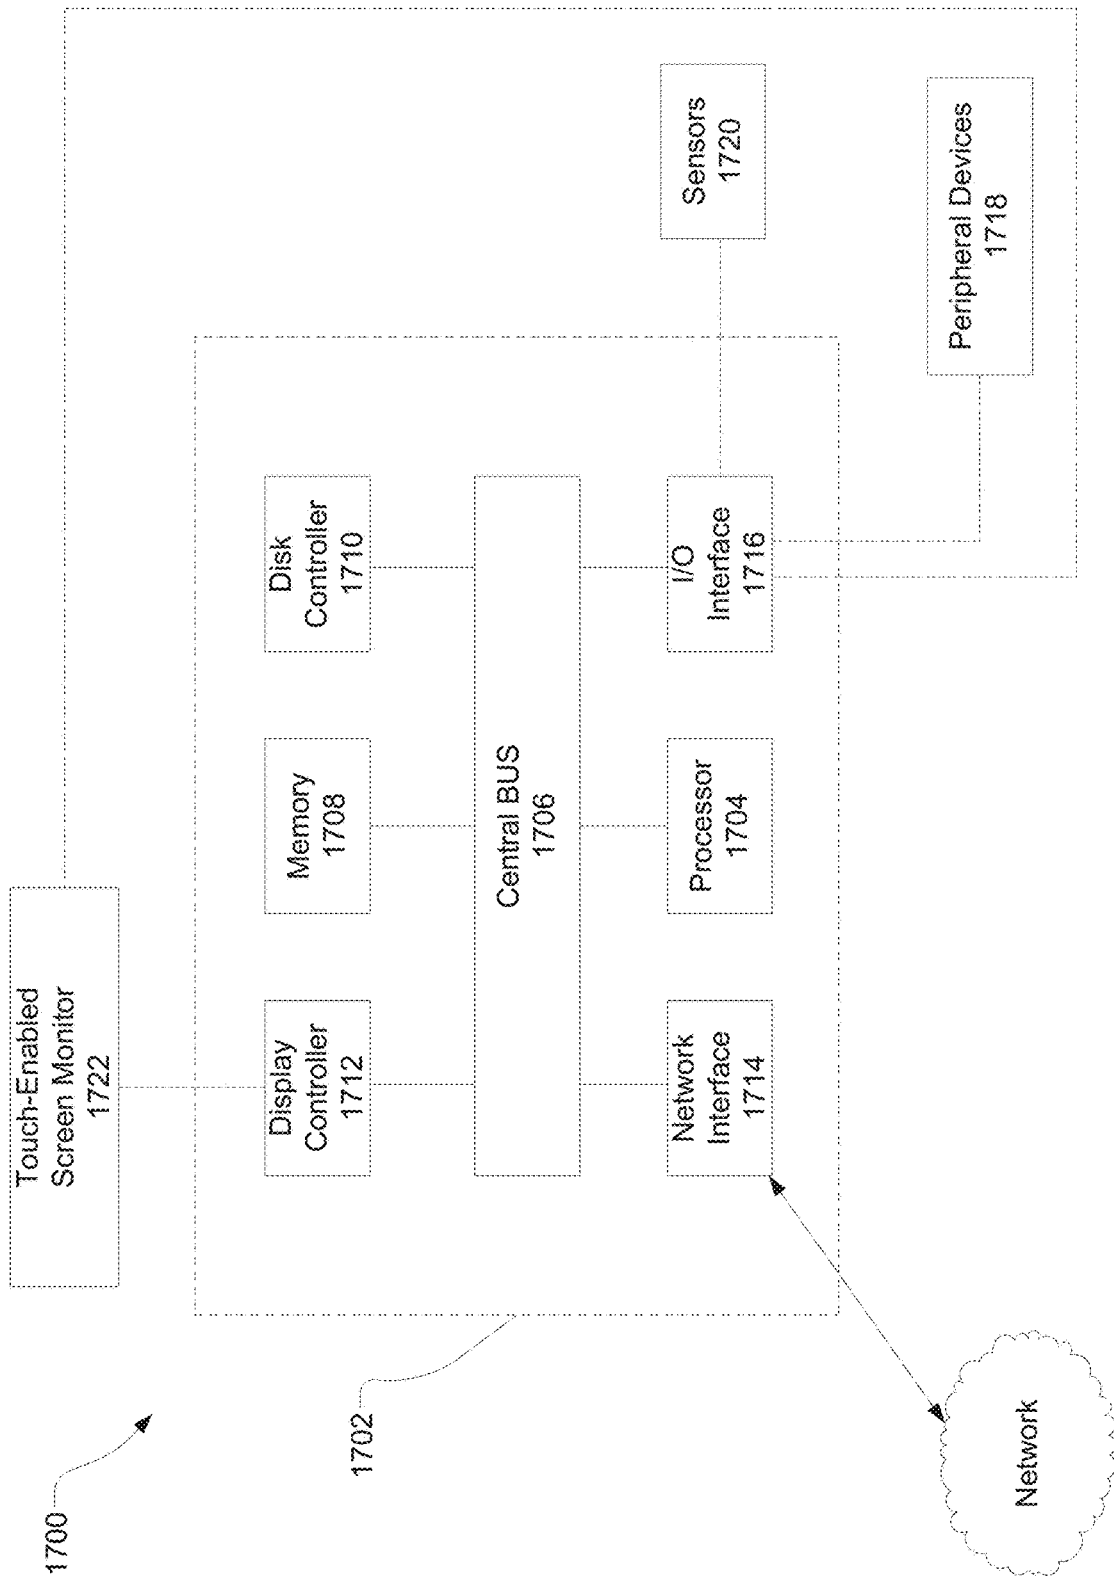 1700
Touch-Enabled
Screen Monitor
1722
1702
Display
Controller
1712
Memory
1708
Disk
Controller
1710
Central BUS
1706
Network
Interface
1714
Processor
1704
I/O
Interface
1716
Sensors
1720
Peripheral Devices
1718
Network